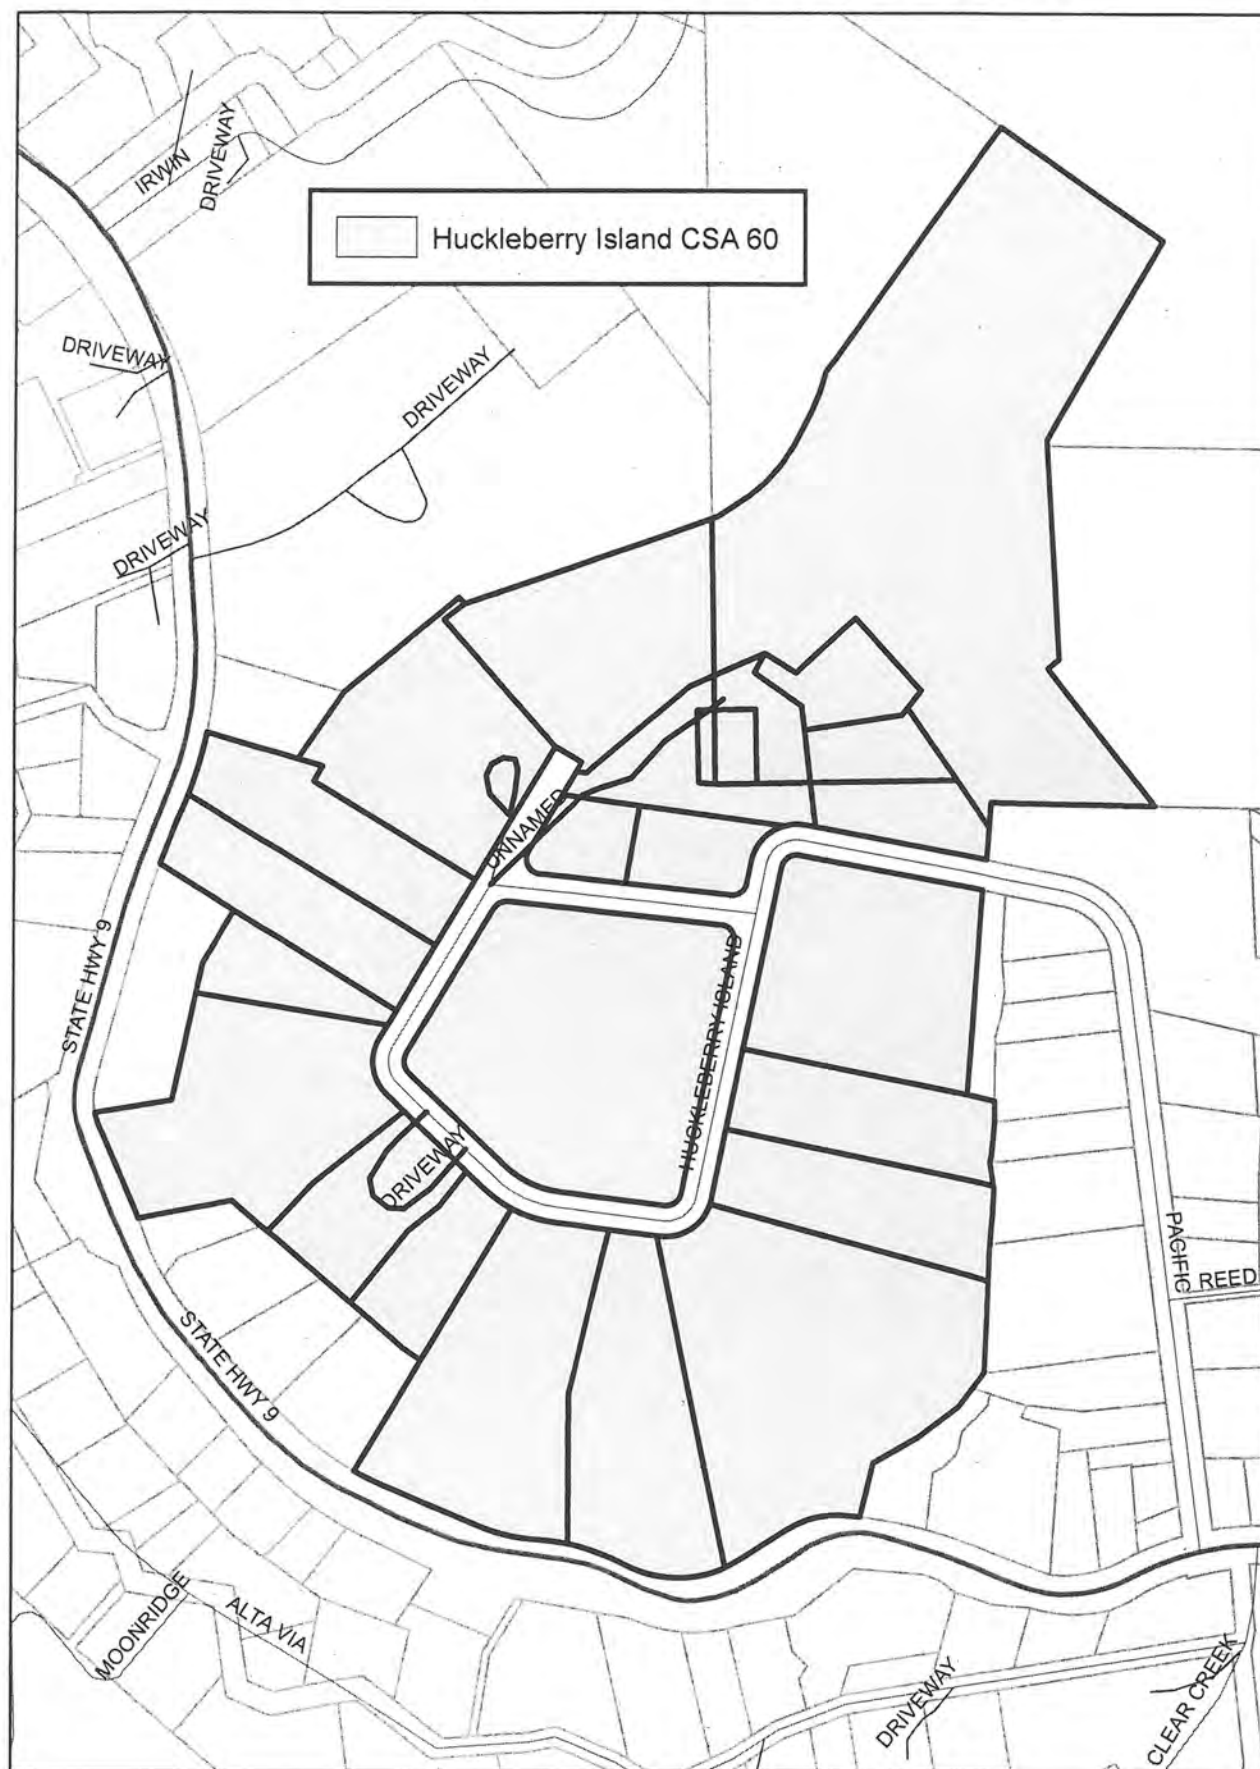 IRWIN
DRIVEWAY
Huckleberry Island CSA 60
DRIVEWAY
DRIVEWAY
DRIVEWAY
UNNAMED
STATE HWY 9
HUCKLEBERRY ISLAND
DRIVEWAY
PACIFIC
REED
STATE HWY 9
MOONRIDGE
ALTA VIA
DRIVEWAY
CLEAR CREEK